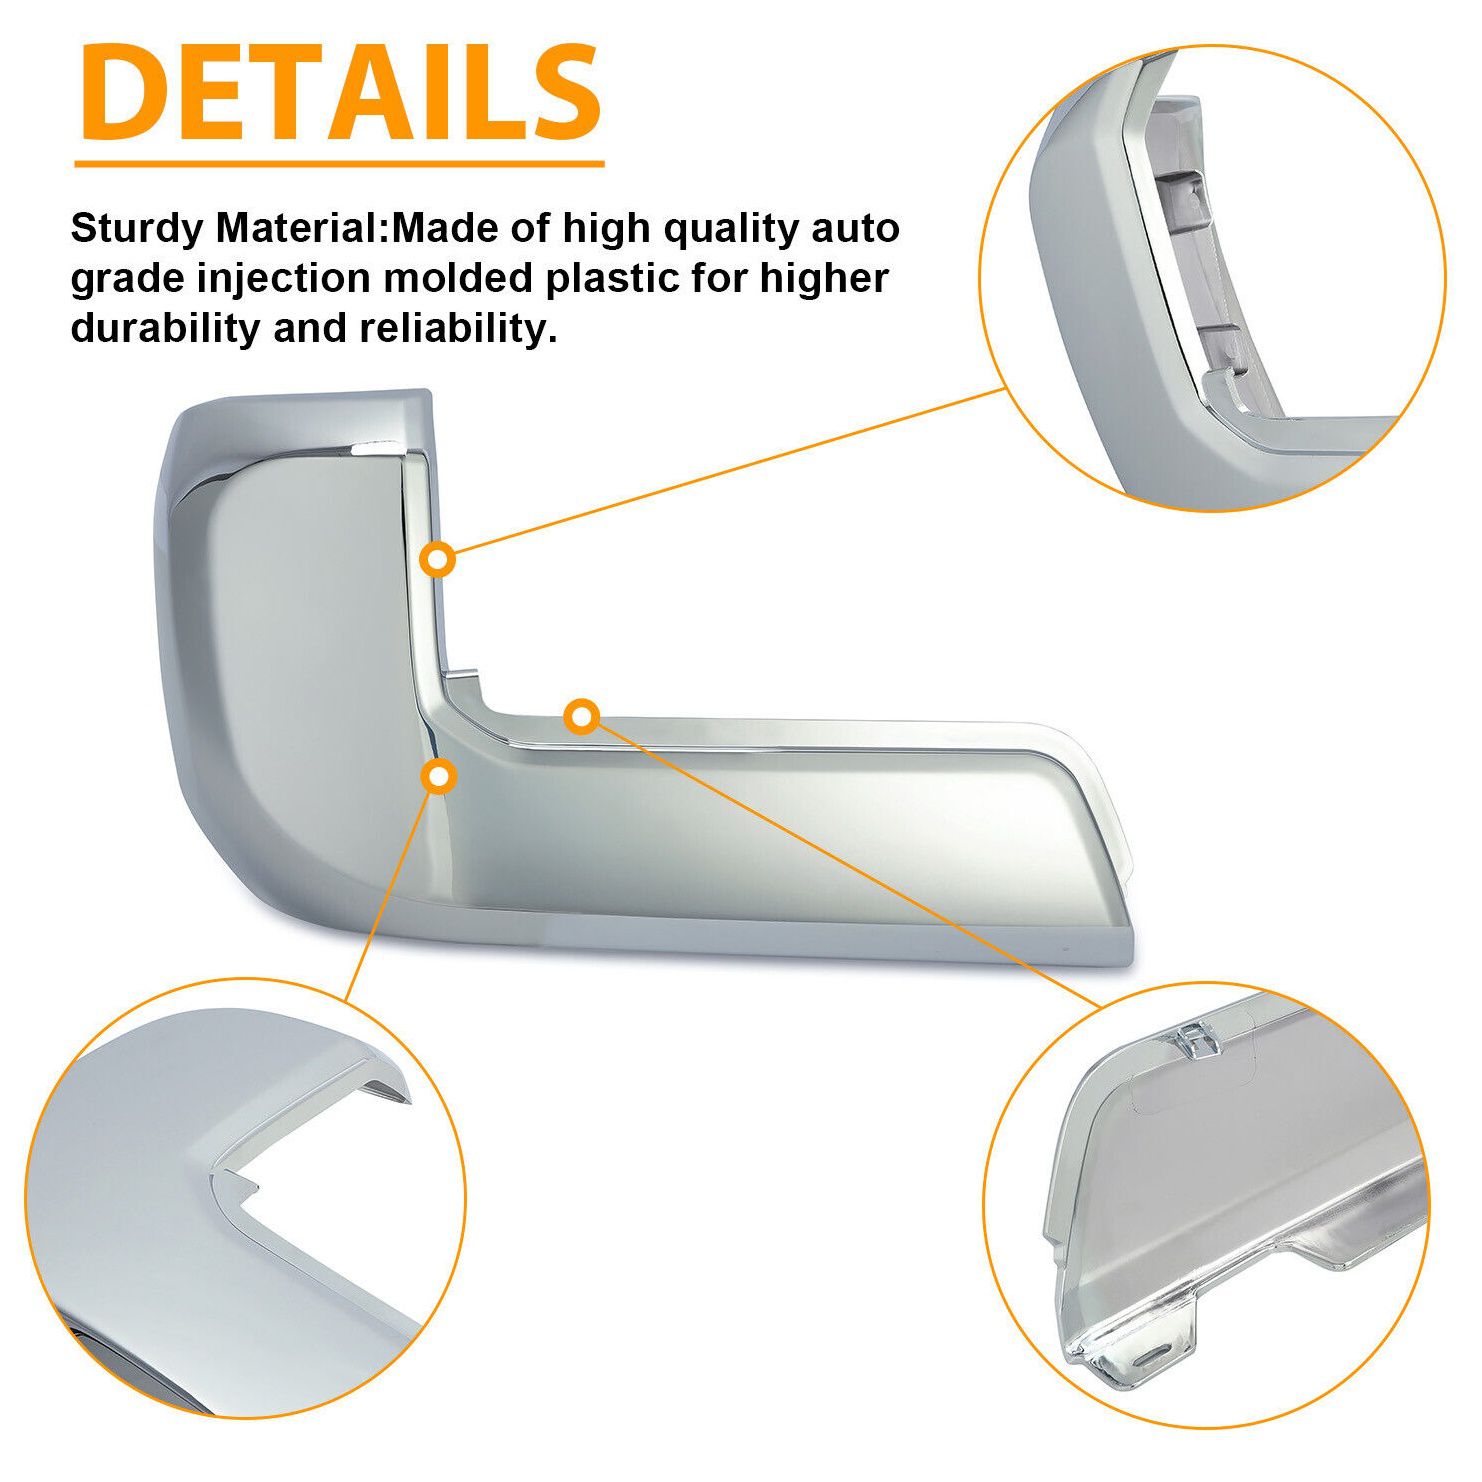 DETAILS
Sturdy Material:Made of high quality auto
grade injection molded plastic for higher
durability and reliability.